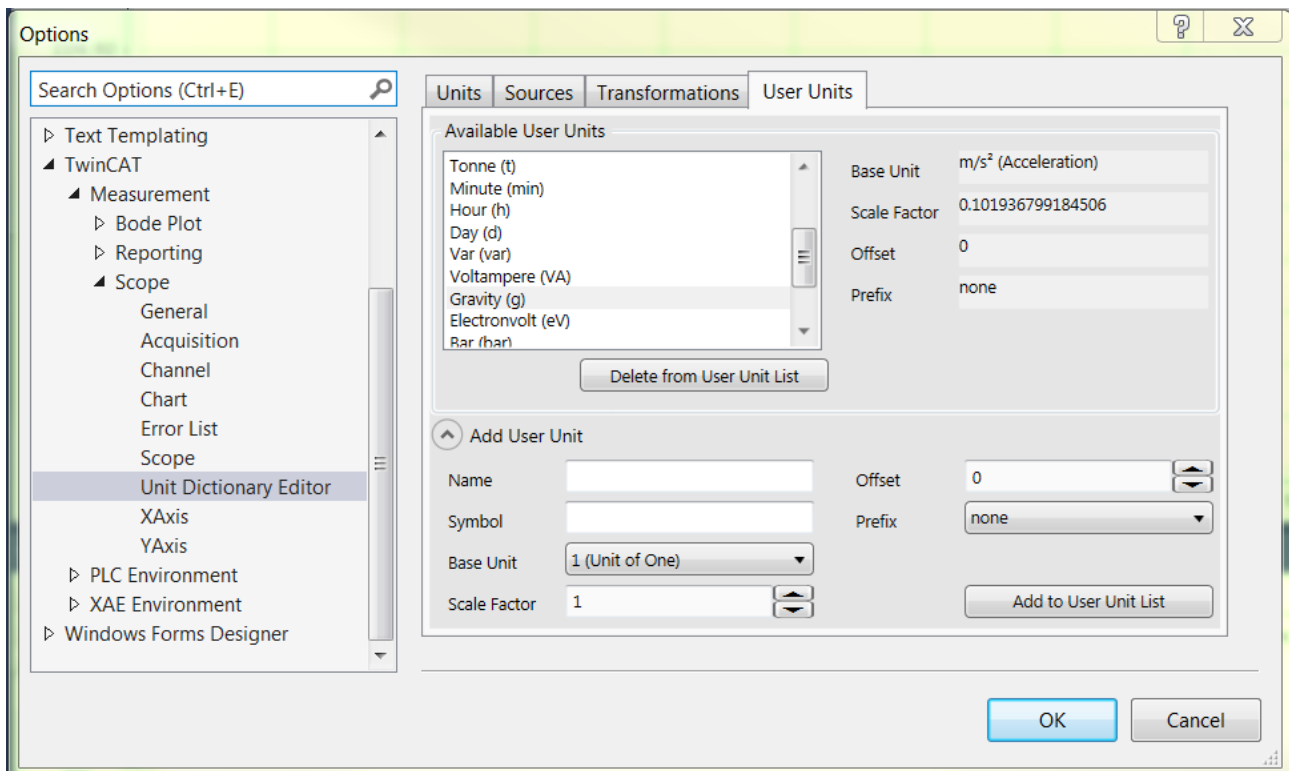 Options
Search Options (Ctrl+E)
Text Templating
TwinCAT
Measurement
Bode Plot
Reporting
Scope
General
Acquisition
Channel
Chart
Error List
Scope
Unit Dictionary Editor
XAxis
YAxis
PLC Environment
XAE Environment
Windows Forms Designer
Units
Sources
Transformations
User Units
Available User Units
Tonne (t)
Minute (min)
Hour (h)
Day (d)
Var (var)
Voltampere (VA)
Gravity (g)
Electronvolt (eV)
Bar (bar)
Base Unit m/s² (Acceleration)
Scale Factor 0.101936799184506
Offset 0
Prefix none
Delete from User Unit List
Add User Unit
Name
Symbol
Base Unit 1 (Unit of One)
Scale Factor 1
Offset 0
Prefix none
Add to User Unit List
OK
Cancel